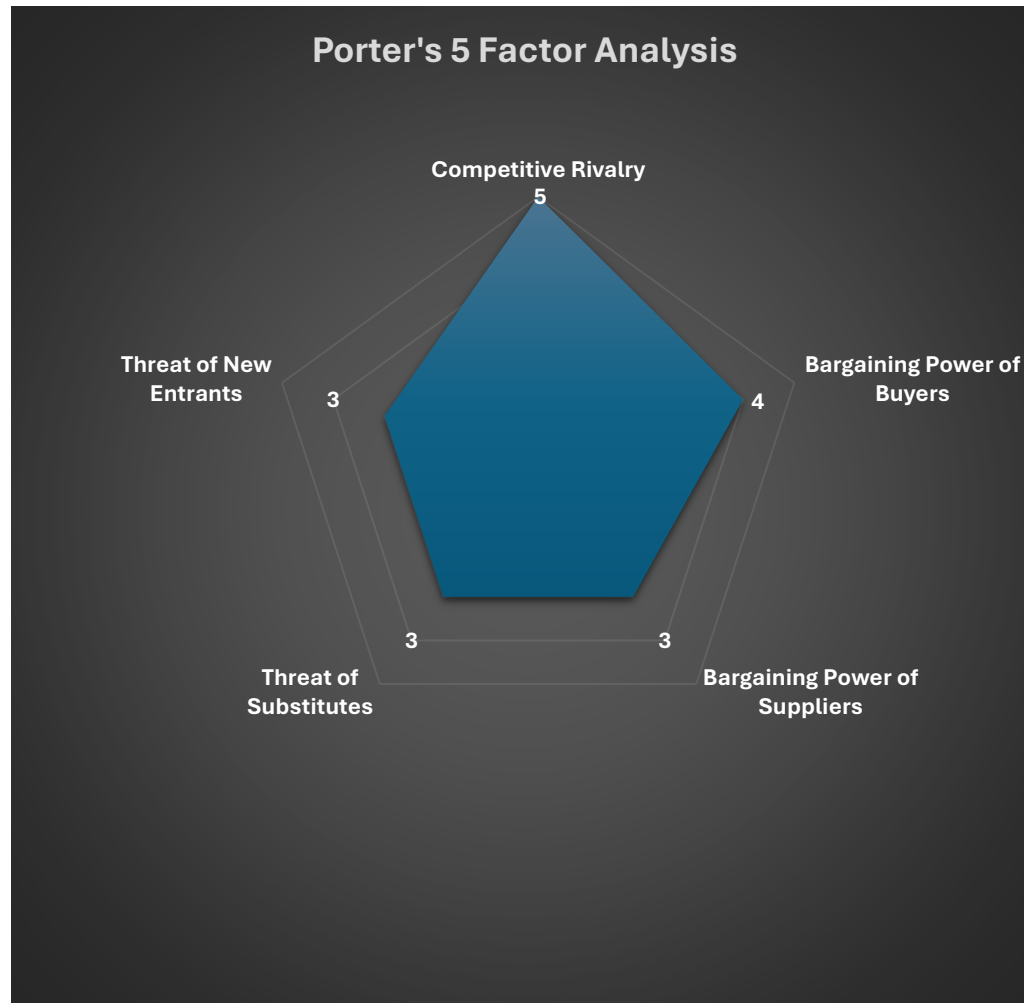 Porter's 5 Factor Analysis
Competitive Rivalry
5
Threat of New
Entrants
3
Bargaining Power of
Buyers
4
3
3
Threat of
Substitutes
Bargaining Power of
Suppliers